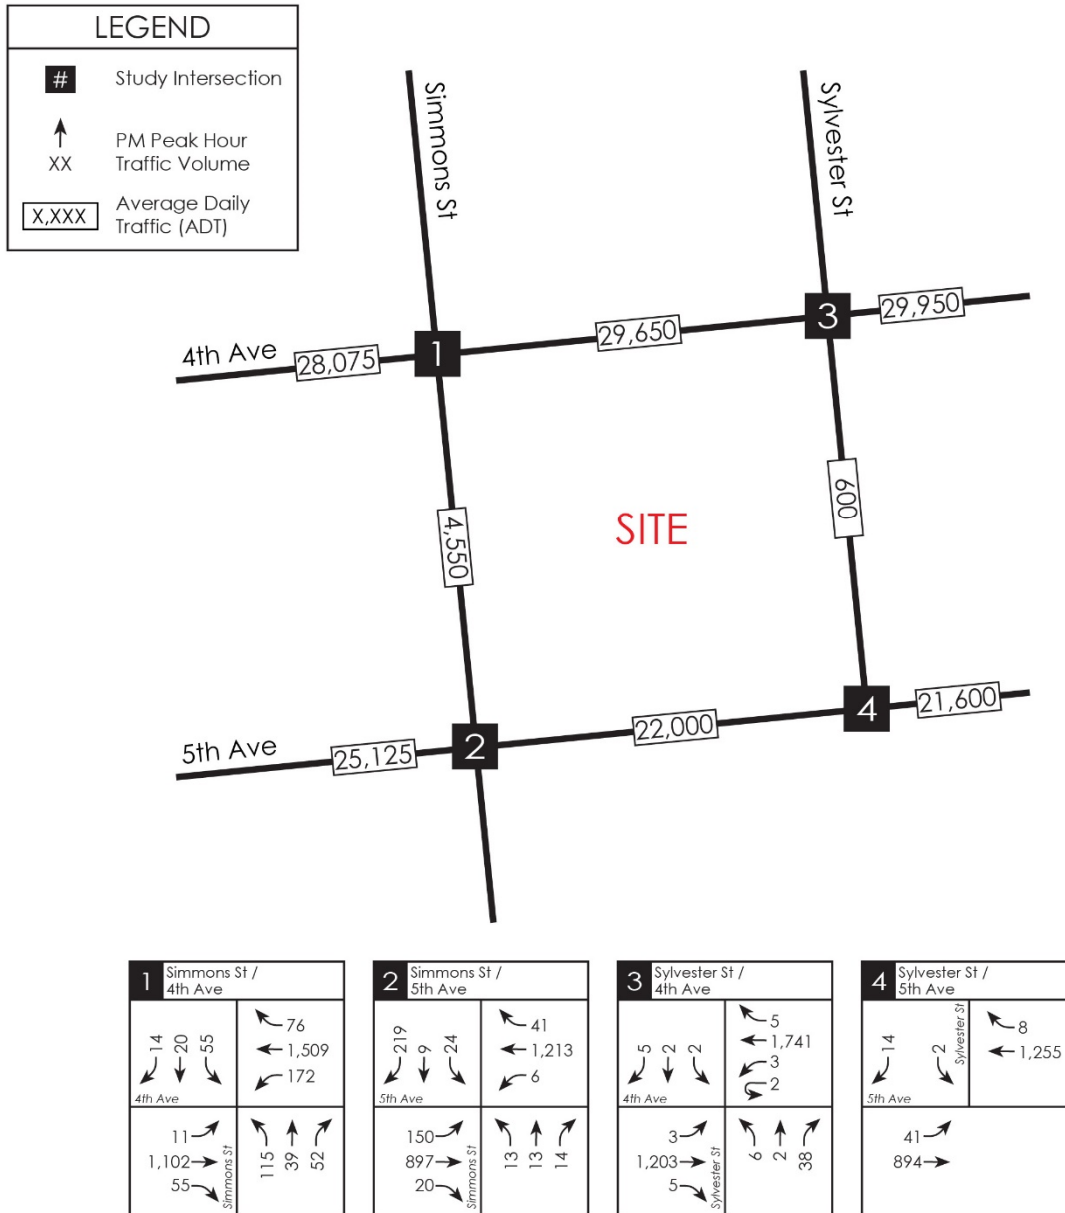 LEGEND
#
Study Intersection
XX
PM Peak Hour
Traffic Volume
X,XXX
Average Daily
Traffic (ADT)
Simmons St
Sylvester St
4th Ave
28,075
1
29,650
3
29,950
4,550
SITE
600
5th Ave
25,125
2
22,000
4
21,600
1
Simmons St /
4th Ave
14
20
55
76
1,509
172
4th Ave
11
1,102
55
Simmons St
115
39
52
2
Simmons St /
5th Ave
219
9
24
41
1,213
6
5th Ave
150
897
20
Simmons St
13
13
14
3
Sylvester St /
4th Ave
5
2
2
5
1,741
3
2
4th Ave
3
1,203
5
Sylvester St
6
2
38
4
Sylvester St /
5th Ave
14
2
Sylvester St
8
1,255
5th Ave
41
894